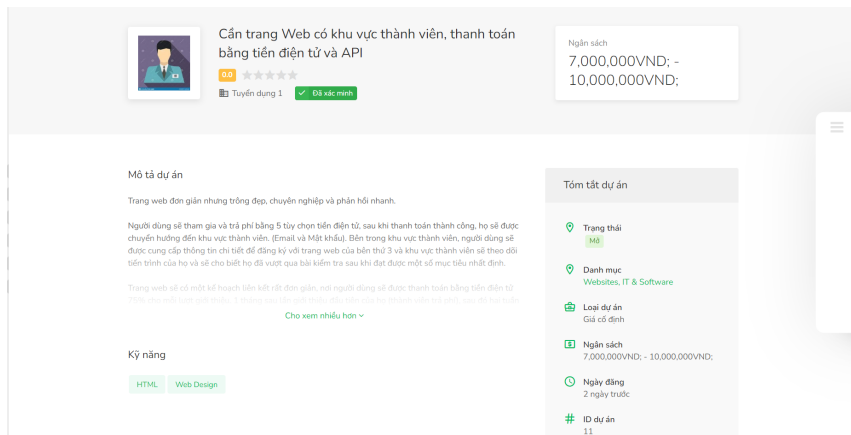 Cần trang Web có khu vực thành viên, thanh toán
bằng tiền điện tử và API
0.0
Tuyển dụng 1
Đã xác minh
Ngân sách
7,000,000VND; -
10,000,000VND;
Mô tả dự án
Trang web đơn giản nhưng trông đẹp, chuyên nghiệp và phản hồi nhanh.
Người dùng sẽ tham gia và trả phí bằng 5 tùy chọn tiền điện tử, sau khi thanh toán thành công, họ sẽ được
chuyển hướng đến khu vực thành viên. (Email và Mật khẩu). Bên trong khu vực thành viên, người dùng sẽ
được cung cấp thông tin chi tiết để đăng ký với trang web của bên thứ 3 và khu vực thành viên sẽ theo dõi
tiến trình của họ và sẽ cho biết họ đã vượt qua bài kiểm tra sau khi đạt được một số mục tiêu nhất định.
Trang web sẽ có một kế hoạch liên kết rất đơn giản, nơi người dùng sẽ được thanh toán bằng tiền điện tử
Cho xem nhiều hơn
Kỹ năng
HTML
Web Design
Tóm tắt dự án
Trạng thái
Mở
Danh mục
Websites, IT & Software
Loại dự án
Giá cố định
Ngân sách
7,000,000VND; - 10,000,000VND;
Ngày đăng
2 ngày trước
ID dự án
11